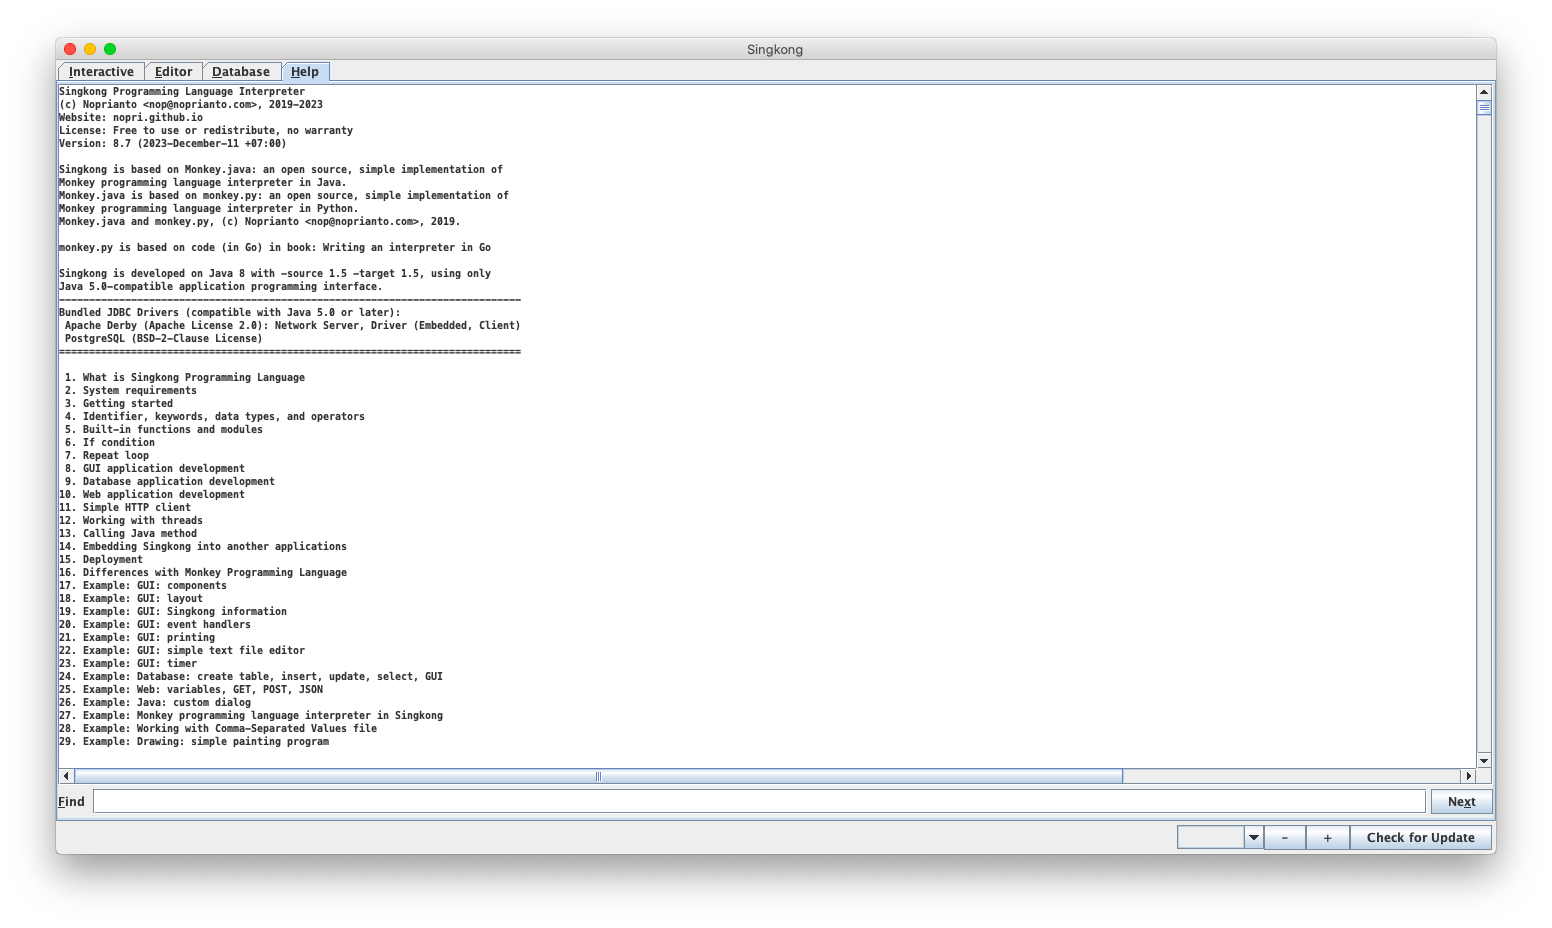 Singkong
Interactive
Editor
Database
Help
Singkong Programming Language Interpreter
(c) Noprianto <nop@noprianto.com>, 2019-2023
Website: nopri.github.io
License: Free to use or redistribute, no warranty
Version: 8.7 (2023-December-11 +07:00)
Singkong is based on Monkey.java: an open source, simple implementation of
Monkey programming language interpreter in Java.
Monkey.java is based on monkey.py: an open source, simple implementation of
Monkey programming language interpreter in Python.
Monkey.java and monkey.py, (c) Noprianto <nop@noprianto.com>, 2019.
monkey.py is based on code (in Go) in book: Writing an interpreter in Go
Singkong is developed on Java 8 with -source 1.5 -target 1.5, using only
Java 5.0-compatible application programming interface.
=============================================================================
Bundled JDBC Drivers (compatible with Java 5.0 or later):
 Apache Derby (Apache License 2.0): Network Server, Driver (Embedded, Client)
 PostgreSQL (BSD-2-Clause License)
=============================================================================
 1. What is Singkong Programming Language
 2. System requirements
 3. Getting started
 4. Identifier, keywords, data types, and operators
 5. Built-in functions and modules
 6. If condition
 7. Repeat loop
 8. GUI application development
 9. Database application development
10. Web application development
11. Simple HTTP client
12. Working with threads
13. Calling Java method
14. Embedding Singkong into another applications
15. Deployment
16. Differences with Monkey Programming Language
17. Example: GUI: components
18. Example: GUI: layout
19. Example: GUI: Singkong information
20. Example: GUI: event handlers
21. Example: GUI: printing
22. Example: GUI: simple text file editor
23. Example: GUI: timer
24. Example: Database: create table, insert, update, select, GUI
25. Example: Web: variables, GET, POST, JSON
26. Example: Java: custom dialog
27. Example: Monkey programming language interpreter in Singkong
28. Example: Working with Comma-Separated Values file
29. Example: Drawing: simple painting program
Find
Next
-
+
Check for Update